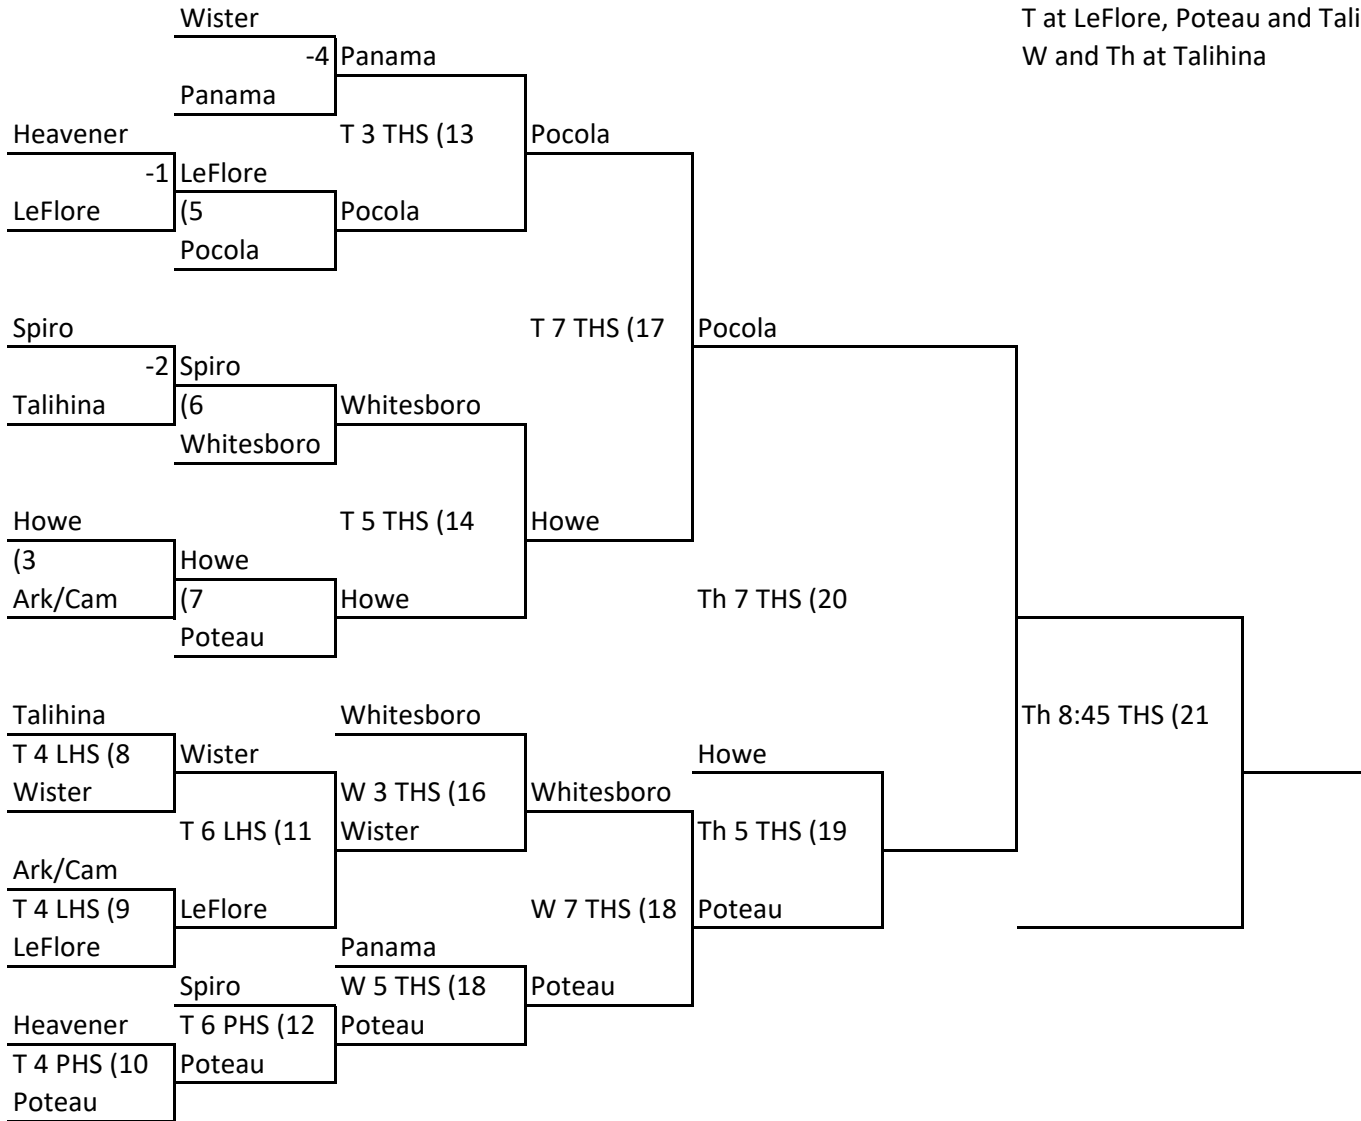 Wister
T at LeFlore, Poteau and Tali
-4 Panama
W and Th at Talihina
Panama
Heavener
T 3 THS (13
Pocola
-1 LeFlore
LeFlore
(5
Pocola
Pocola
Spiro
T 7 THS (17
Pocola
-2 Spiro
Talihina
(6
Whitesboro
Whitesboro
Howe
T 5 THS (14
Howe
(3
Howe
Ark/Cam
(7
Howe
Th 7 THS (20
Poteau
Talihina
Whitesboro
Th 8:45 THS (21
T 4 LHS (8
Wister
Howe
Wister
W 3 THS (16
Whitesboro
T 6 LHS (11
Wister
Th 5 THS (19
Ark/Cam
T 4 LHS (9
LeFlore
W 7 THS (18
Poteau
LeFlore
Panama
Spiro
W 5 THS (18
Poteau
Heavener
T 6 PHS (12
Poteau
T 4 PHS (10
Poteau
Poteau